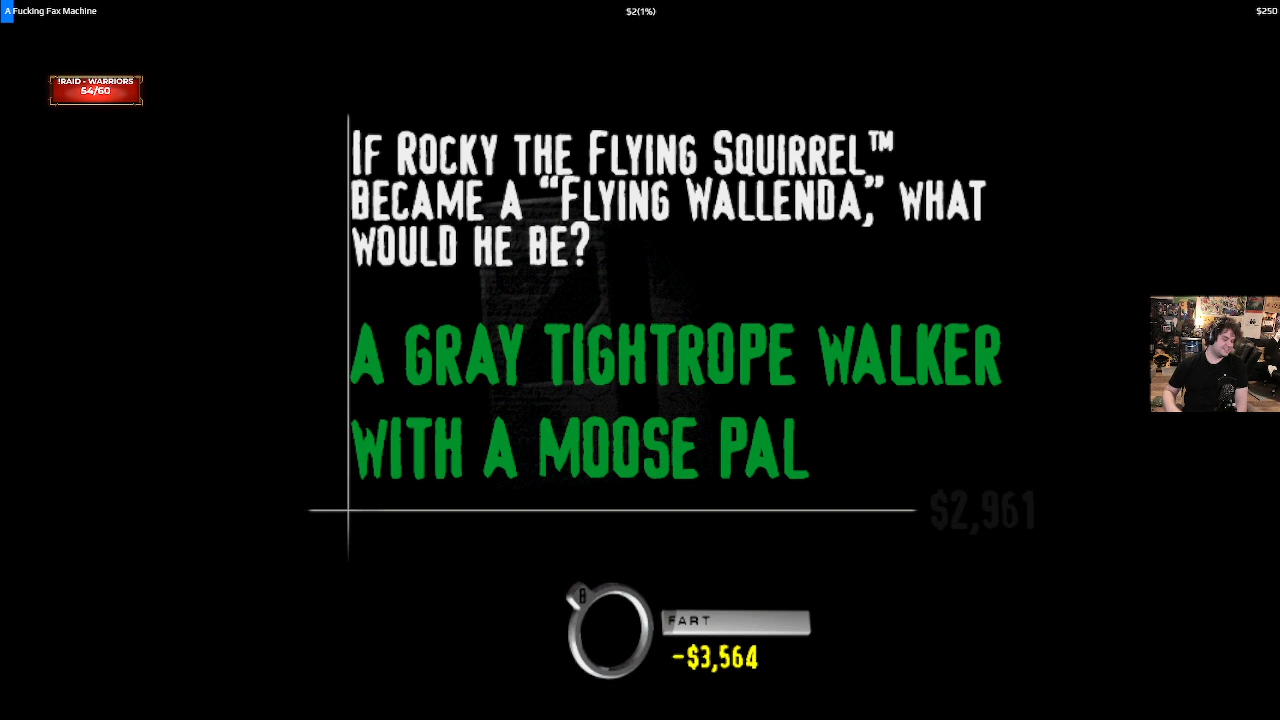 A Fucking Fax Machine
$2(1%)
$250
!RAID - WARRIORS
54/60
IF ROCKY THE FLYING SQUIRREL™
BECAME A “FLYING WALLENDA,” WHAT
WOULD HE BE?
A GRAY TIGHTROPE WALKER
WITH A MOOSE PAL
$2,961
B
FART
-$3,564